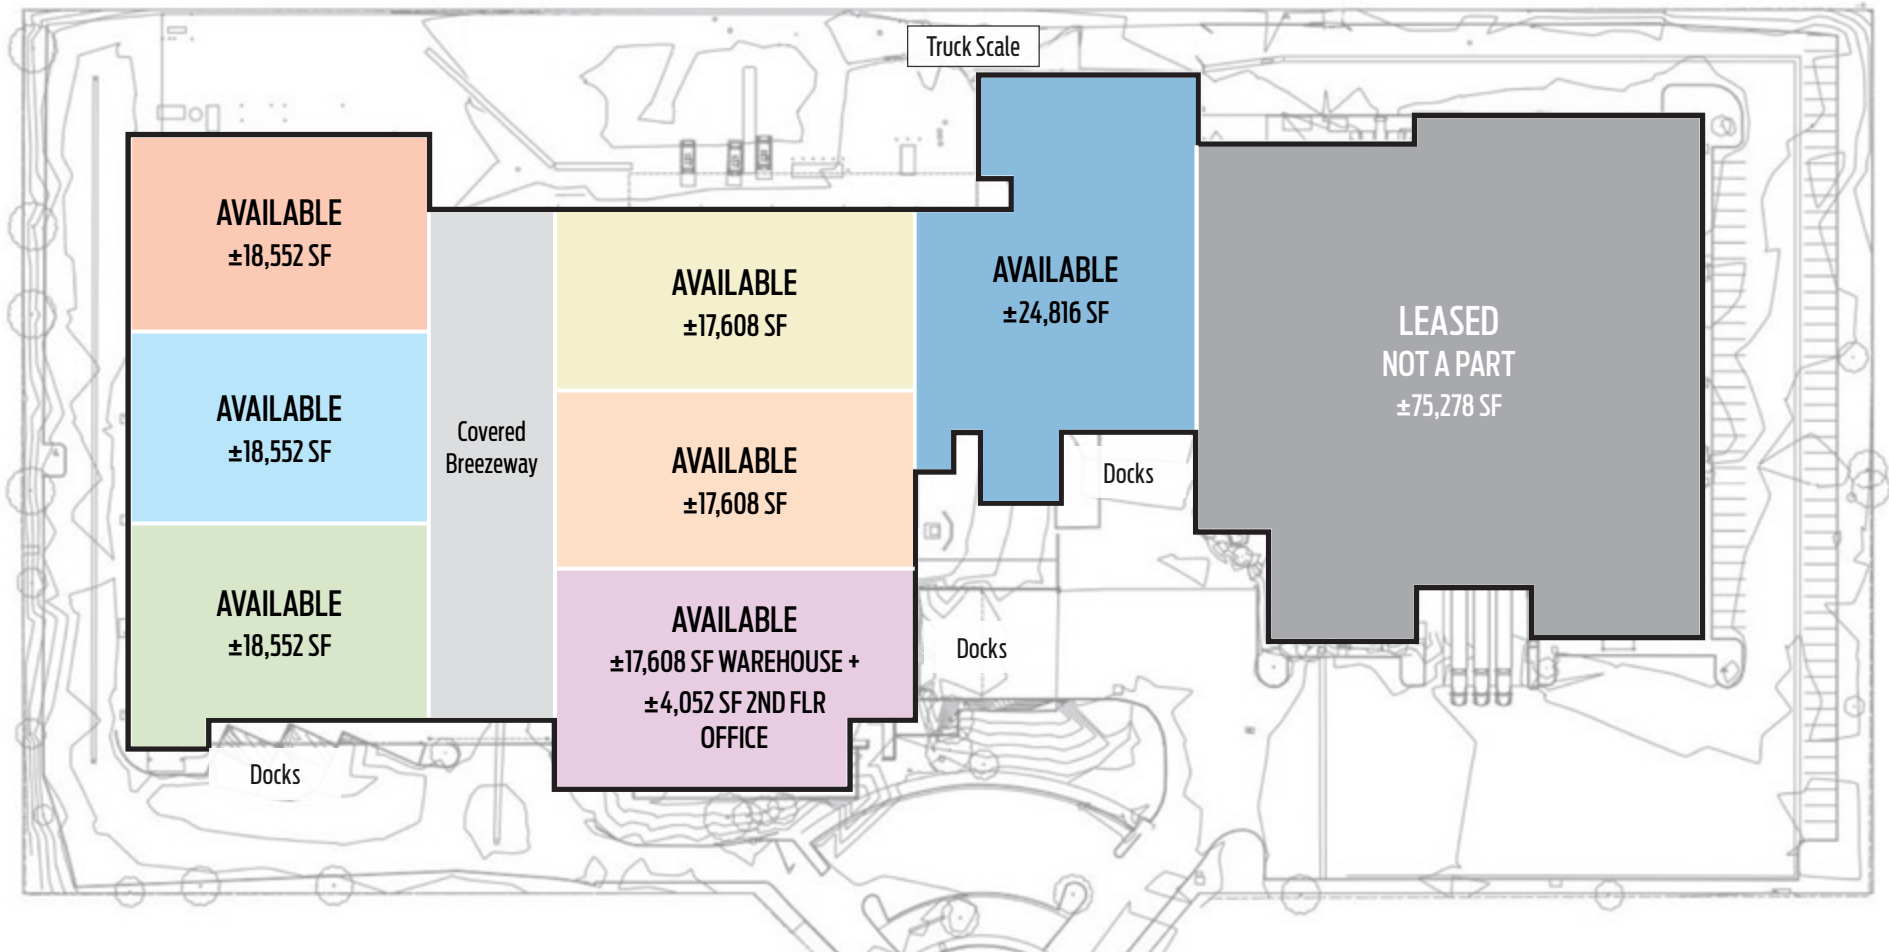 Truck Scale
AVAILABLE
±18,552 SF
AVAILABLE
±18,552 SF
AVAILABLE
±18,552 SF
Docks
Covered
Breezeway
AVAILABLE
±17,608 SF
AVAILABLE
±17,608 SF
AVAILABLE
±17,608 SF WAREHOUSE +
±4,052 SF 2ND FLR
OFFICE
AVAILABLE
±24,816 SF
Docks
Docks
LEASED
NOT A PART
±75,278 SF